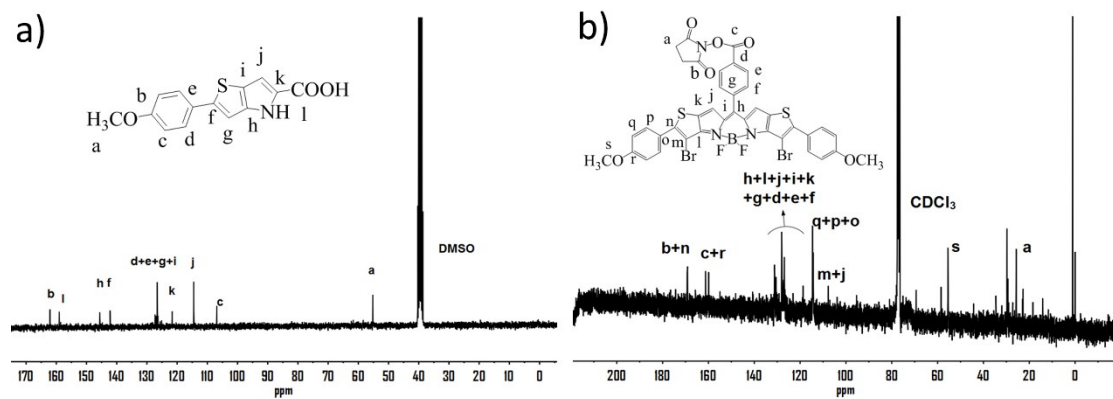 a)
j
S i k COOH
e
b l
NH
f g h
H₃CO
c d
a
d+e+g+i
j
DMSO
a
h f
b l
k
c
170 160 150 140 130 120 110 100 90 80 70 60 50 40 30 20 10 0
ppm
b)
O c
a N-O O
d
b O e
g f
j
S k i h S
q p n
N B N
s o m l
H₃CO r Br F F Br OCH₃
h+l+j+i+k
+g+d+e+f
CDCl₃
q+p+o
b+n
c+r
s a
m+j
200 180 160 140 120 100 80 60 40 20 0
ppm